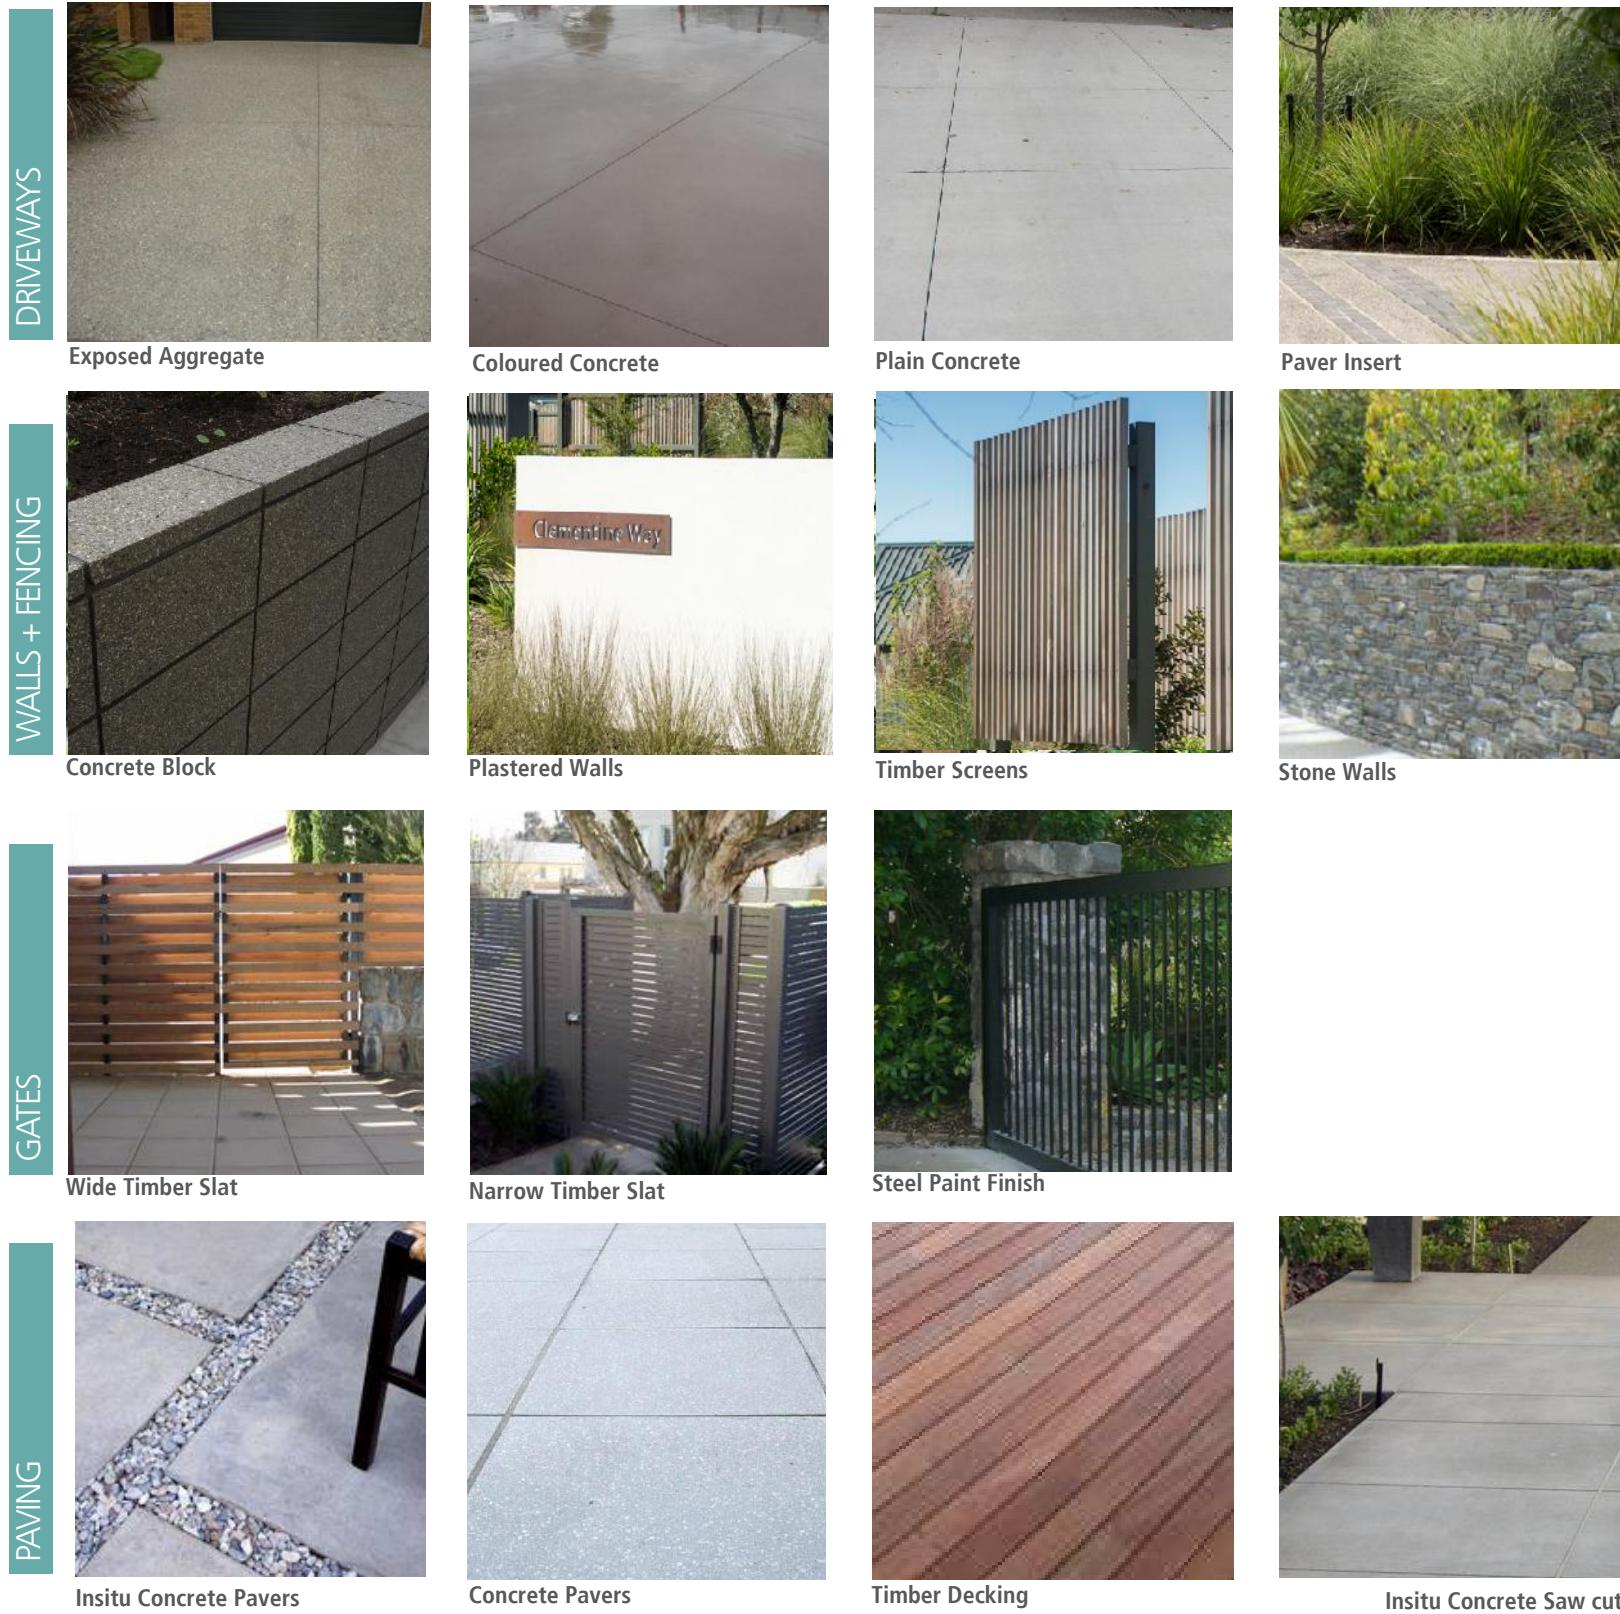 DRIVEWAYS
Exposed Aggregate
Coloured Concrete
Plain Concrete
Paver Insert
WALLS + FENCING
Clementine Way
Concrete Block
Plastered Walls
Timber Screens
Stone Walls
GATES
Wide Timber Slat
Narrow Timber Slat
Steel Paint Finish
PAVING
Insitu Concrete Pavers
Concrete Pavers
Timber Decking
Insitu Concrete Saw cut